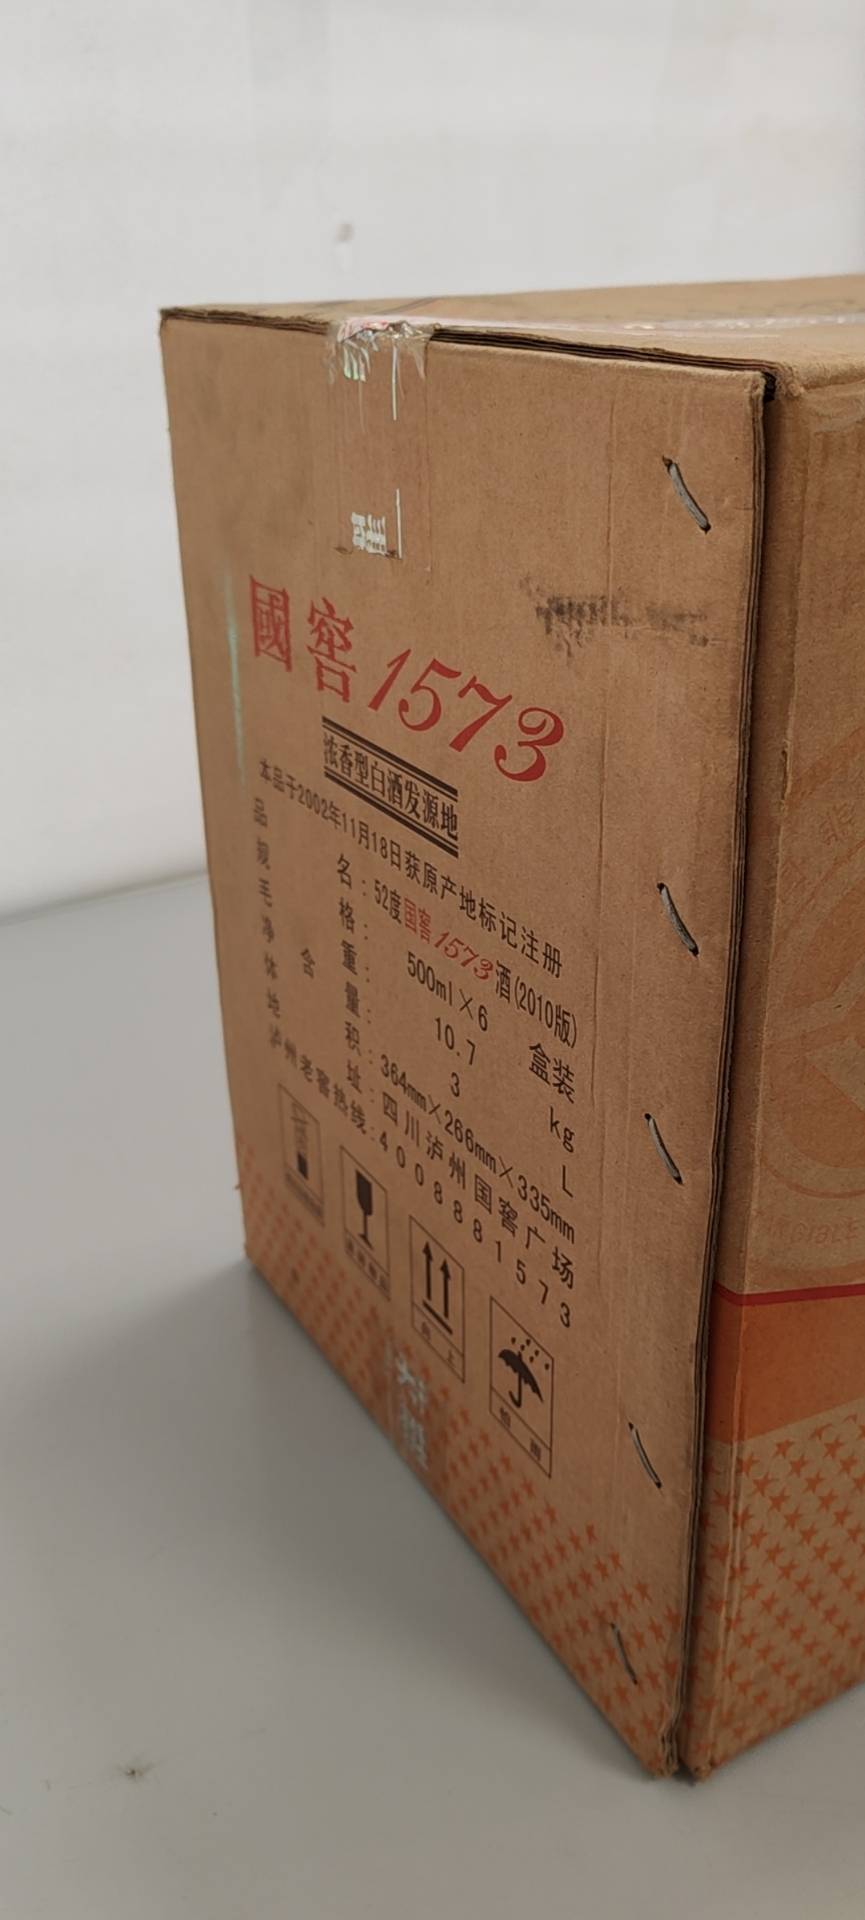 國窖1573
浓香型白酒发源地
本品于2002年11月18日获原产地标记注册
品名：52度国窖1573酒(2010版)
规格：500ml×6 盒装
毛重：10.7 kg
净含量：3 L
体积：364mm×266mm×335mm
地址：四川泸州国窖广场
泸州老窖热线：4008881573
向上
怕雨